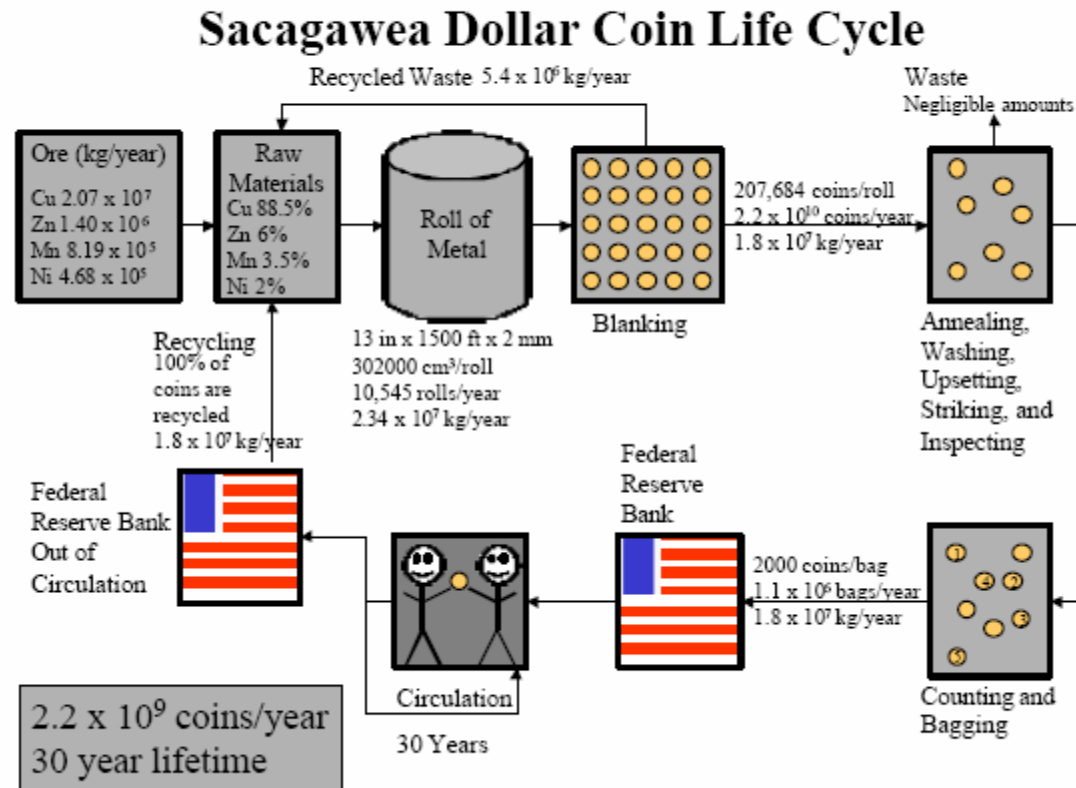 Sacagawea Dollar Coin Life Cycle
Recycled Waste 5.4 x 10⁶ kg/year
Waste
Negligible amounts
Ore (kg/year)
Cu 2.07 x 10⁷
Zn 1.40 x 10⁶
Mn 8.19 x 10⁵
Ni 4.68 x 10⁵
Raw
Materials
Cu 88.5%
Zn 6%
Mn 3.5%
Ni 2%
Roll of
Metal
13 in x 1500 ft x 2 mm
302000 cm³/roll
10,545 rolls/year
2.34 x 10⁷ kg/year
Blanking
207,684 coins/roll
2.2 x 10¹⁰ coins/year
1.8 x 10⁷ kg/year
Annealing,
Washing,
Upsetting,
Striking, and
Inspecting
Recycling
100% of
coins are
recycled
1.8 x 10⁷ kg/year
Federal
Reserve Bank
Out of
Circulation
Circulation
30 Years
Federal
Reserve
Bank
2000 coins/bag
1.1 x 10⁶ bags/year
1.8 x 10⁷ kg/year
1
4 2
3
5
Counting and
Bagging
2.2 x 10⁹ coins/year
30 year lifetime